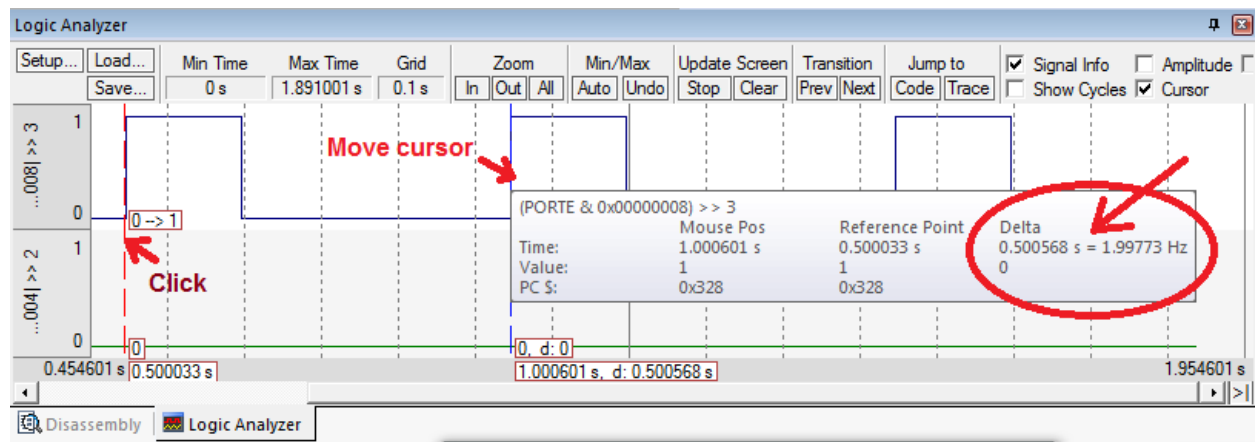 Logic Analyzer
Setup... Load... Min Time Max Time Grid Zoom Min/Max Update Screen Transition Jump to Signal Info Amplitude
Save... 0 s 1.891001 s 0.1 s In Out All Auto Undo Stop Clear Prev Next Code Trace Show Cycles Cursor
1
...008) >> 3
0
0 --> 1
Move cursor
(PORTE & 0x00000008) >> 3
Mouse Pos Reference Point Delta
Time: 1.000601 s 0.500033 s 0.500568 s = 1.99773 Hz
Value: 1 1 0
PC $: 0x328 0x328
1
...004) >> 2
0
Click
0
0, d: 0
0.454601 s 0.500033 s 1.000601 s, d: 0.500568 s 1.954601 s
Disassembly Logic Analyzer